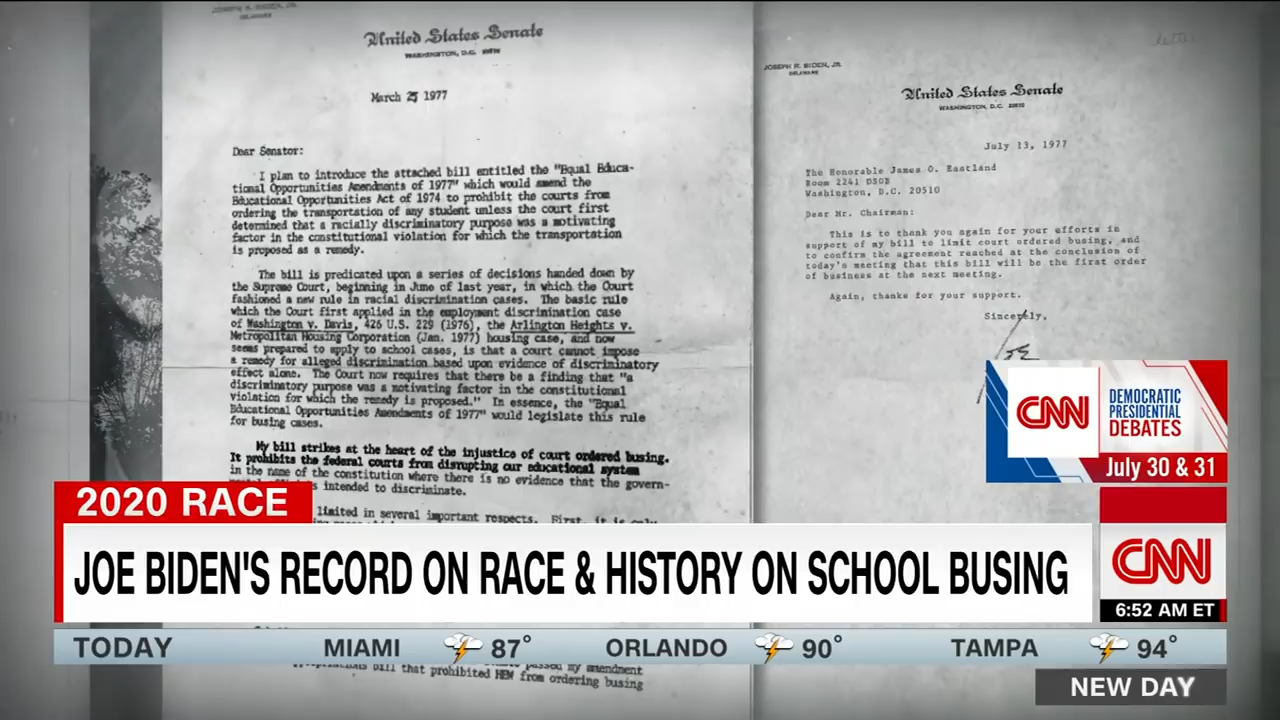 JOSEPH R. BIDEN, JR.
DELAWARE
United States Senate
WASHINGTON, D.C.
March 25 1977
Dear Senator:
I plan to introduce the attached bill entitled the "Equal Educa-
tional Opportunities Amendments of 1977" which would amend the
Educational Opportunities Act of 1974 to prohibit the courts from
ordering the transportation of any student unless the court first
determined that a racially discriminatory purpose was a motivating
factor in the constitutional violation for which the transportation
is proposed as a remedy.
The bill is predicated upon a series of decisions handed down by
the Supreme Court, beginning in June of last year, in which the Court
fashioned a new rule in racial discrimination cases. The basic rule
which the Court first applied in the employment discrimination case
of Washington v. Davis, 426 U.S. 229 (1976), the Arlington Heights v.
Metropolitan Housing Corporation (Jan. 1977) housing case, and now
seems prepared to apply to school cases, is that a court cannot impose
a remedy for alleged discrimination based upon evidence of discriminatory
effect alone. The Court now requires that there be a finding that "a
discriminatory purpose was a motivating factor in the constitutional
violation for which the remedy is proposed." In essence, the "Equal
Educational Opportunities Amendments of 1977" would legislate this rule
for busing cases.
My bill strikes at the heart of the injustice of court ordered busing.
It prohibits the federal courts from disrupting our educational system
in the name of the constitution where there is no evidence that the govern-
intended to discriminate.
limited in several important respects. First, it is only
passed my amendment
bill that prohibited HEW from ordering busing
JOSEPH R. BIDEN, JR.
DELAWARE
United States Senate
WASHINGTON, D.C. 20510
July 13, 1977
The Honorable James O. Eastland
Room 2241 DSOB
Washington, D.C. 20510
Dear Mr. Chairman:
This is to thank you again for your efforts in
support of my bill to limit court ordered busing, and
to confirm the agreement reached at the conclusion of
today's meeting that this bill will be the first order
of business at the next meeting.
Again, thanks for your support.
Sincerely,
CNN
DEMOCRATIC
PRESIDENTIAL
DEBATES
July 30 & 31
2020 RACE
JOE BIDEN'S RECORD ON RACE & HISTORY ON SCHOOL BUSING
CNN
6:52 AM ET
TODAY MIAMI 87° ORLANDO 90° TAMPA 94°
NEW DAY